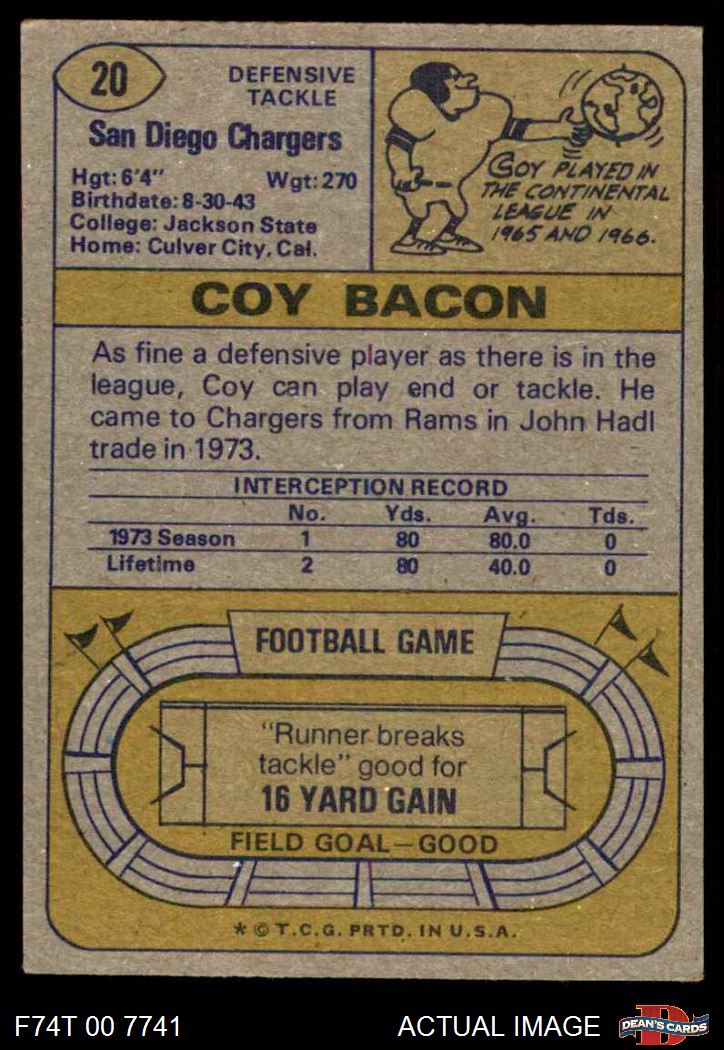 20
DEFENSIVE
TACKLE
San Diego Chargers
Hgt: 6'4" Wgt: 270
Birthdate: 8-30-43
College: Jackson State
Home: Culver City, Cal.
COY PLAYED IN
THE CONTINENTAL
LEAGUE IN
1965 AND 1966.
COY BACON
As fine a defensive player as there is in the
league, Coy can play end or tackle. He
came to Chargers from Rams in John Hadl
trade in 1973.
INTERCEPTION RECORD
No. Yds. Avg. Tds.
1973 Season 1 80 80.0 0
Lifetime 2 80 40.0 0
FOOTBALL GAME
"Runner breaks
tackle" good for
16 YARD GAIN
FIELD GOAL—GOOD
* © T.C.G. PRTD. IN U.S.A.
F74T 00 7741 ACTUAL IMAGE
D
DEAN'S CARDS